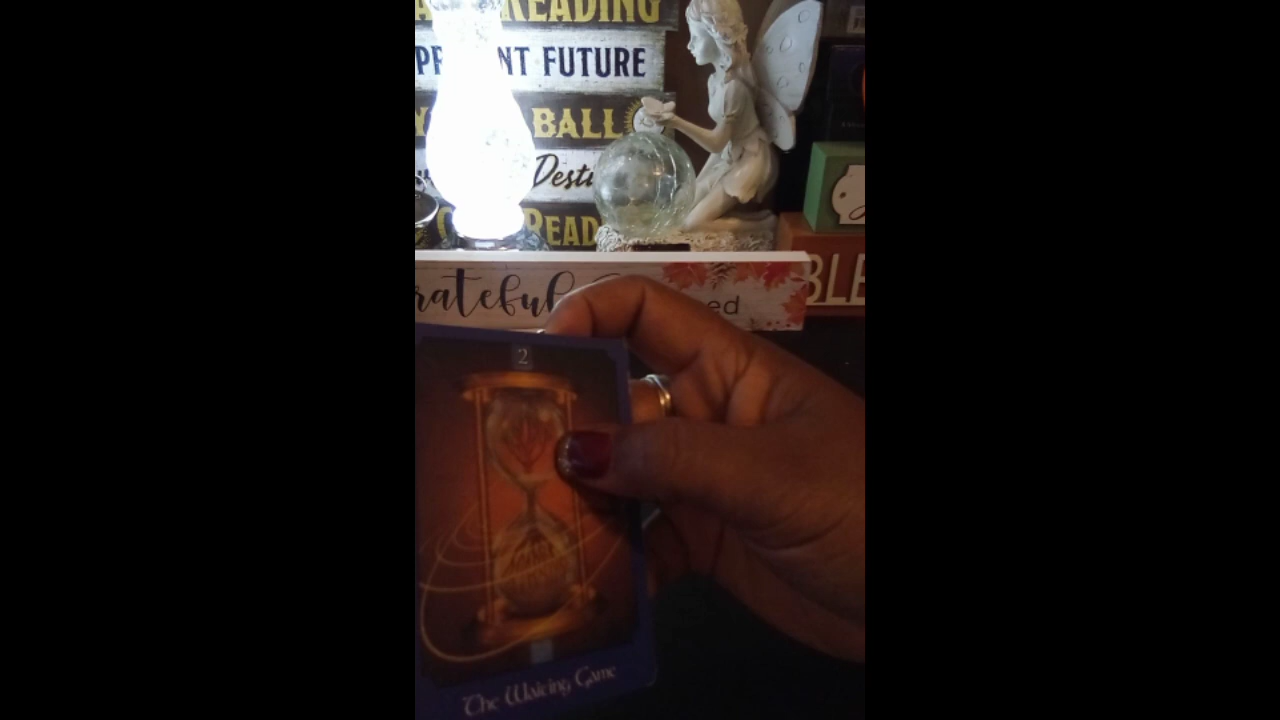 READING
NT FUTURE
BALL
Desti
READ
rateful
ed
BLE
2
The Waiting Game